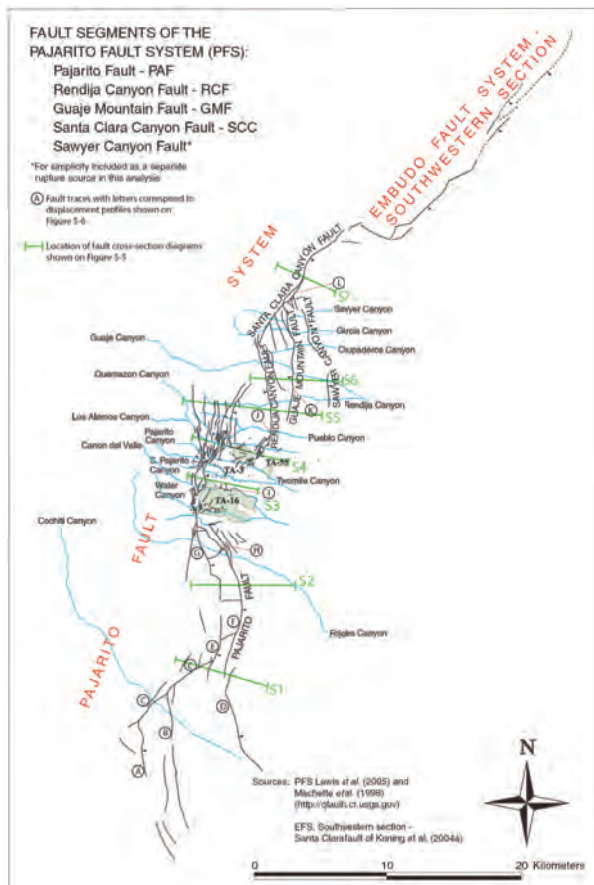 FAULT SEGMENTS OF THE
PAJARITO FAULT SYSTEM (PFS):
Pajarito Fault - PAF
Rendija Canyon Fault - RCF
Guaje Mountain Fault - GMF
Santa Clara Canyon Fault - SCC
Sawyer Canyon Fault*
*For simplicity included as a separate
rupture source in this analysis
A Fault traces with letters correspond to
displacement profiles shown on
Figure 5-6
Location of fault cross-section diagrams
shown on Figure 5-5
EMBUDO FAULT SYSTEM,
SOUTHWESTERN SECTION
SYSTEM
SANTA CLARA CANYON FAULT
L
S7
Sawyer Canyon
Garcia Canyon
Chupaderos Canyon
Guaje Canyon
RENDIJA CANYON FAULT
GUAJE MOUNTAIN FAULT
SAWYER CANYON FAULT
S6
Quemazon Canyon
Rendija Canyon
J
K
S5
Los Alamos Canyon
Pajarito
Canyon
Pueblo Canyon
Canon del Valle
S4
TA-55
TA-3
S. Pajarito
Canyon
Twomile Canyon
Water
Canyon
TA-16
I
S3
Cochiti Canyon
FAULT
G
H
S2
PAJARITO FAULT
F
Frijoles Canyon
E
PAJARITO
S1
C
D
B
A
N
Sources: PFS Lewis et al. (2005) and
Machette et al. (1998)
(http://qfault.cr.usgs.gov)
EFS, Southwestern section -
Santa Clara fault of Koning et al. (2004a)
0 10 20 Kilometers